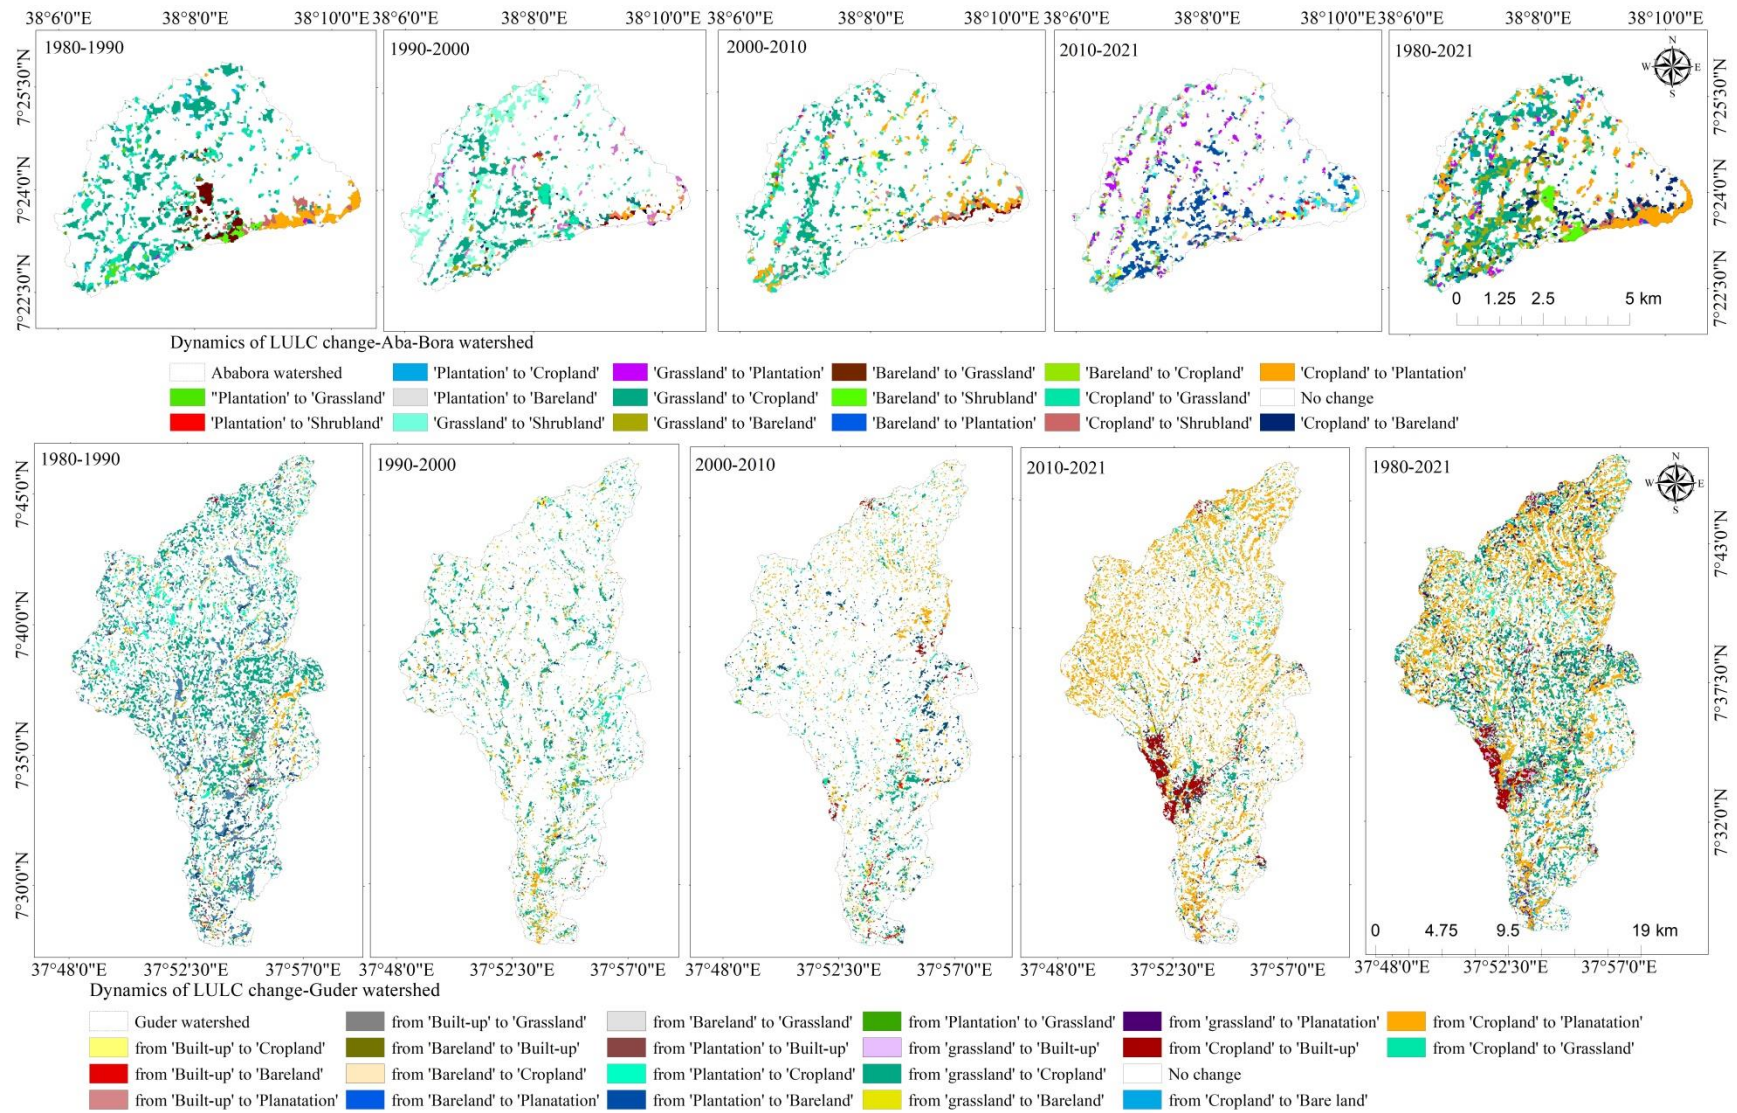 38°6'0"E 38°8'0"E 38°10'0"E 38°6'0"E 38°8'0"E 38°10'0"E 38°6'0"E 38°8'0"E 38°10'0"E 38°6'0"E 38°8'0"E 38°10'0"E
1980-1990 1990-2000 2000-2010 2010-2021 1980-2021
N
W E
S
7°25'30"N
7°24'0"N
7°22'30"N
7°25'30"N
7°24'0"N
7°22'30"N
0 1.25 2.5 5 km
Dynamics of LULC change-Aba-Bora watershed
Ababora watershed 'Plantation' to 'Cropland' 'Grassland' to 'Plantation' 'Bareland' to 'Grassland' 'Bareland' to 'Cropland' 'Cropland' to 'Plantation'
"Plantation' to 'Grassland' 'Plantation' to 'Bareland' 'Grassland' to 'Cropland' 'Bareland' to 'Shrubland' 'Cropland' to 'Grassland' No change
'Plantation' to 'Shrubland' 'Grassland' to 'Shrubland' 'Grassland' to 'Bareland' 'Bareland' to 'Plantation' 'Cropland' to 'Shrubland' 'Cropland' to 'Bareland'
1980-1990 1990-2000 2000-2010 2010-2021 1980-2021
N
W E
S
7°45'0"N
7°40'0"N
7°35'0"N
7°30'0"N
7°43'0"N
7°37'30"N
7°32'0"N
0 4.75 9.5 19 km
37°48'0"E 37°52'30"E 37°57'0"E 37°48'0"E 37°52'30"E 37°57'0"E 37°48'0"E 37°52'30"E 37°57'0"E 37°48'0"E 37°52'30"E 37°57'0"E 37°48'0"E 37°52'30"E 37°57'0"E
Dynamics of LULC change-Guder watershed
Guder watershed from 'Built-up' to 'Grassland' from 'Bareland' to 'Grassland' from 'Plantation' to 'Grassland' from 'grassland' to 'Planatation' from 'Cropland' to 'Planatation'
from 'Built-up' to 'Cropland' from 'Bareland' to 'Built-up' from 'Plantation' to 'Built-up' from 'grassland' to 'Built-up' from 'Cropland' to 'Built-up' from 'Cropland' to 'Grassland'
from 'Built-up' to 'Bareland' from 'Bareland' to 'Cropland' from 'Plantation' to 'Cropland' from 'grassland' to 'Cropland' No change
from 'Built-up' to 'Planatation' from 'Bareland' to 'Planatation' from 'Plantation' to 'Bareland' from 'grassland' to 'Bareland' from 'Cropland' to 'Bare land'